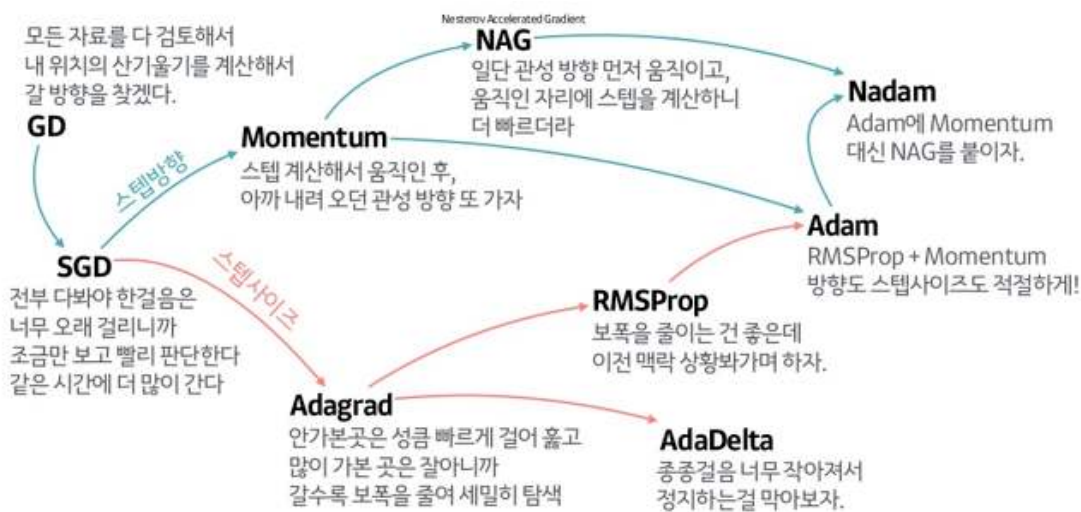 모든 자료를 다 검토해서
내 위치의 산기울기를 계산해서
갈 방향을 찾겠다.
GD
스텝방향
Momentum
스텝 계산해서 움직인 후,
아까 내려 오던 관성 방향 또 가자
Nesterov Accelerated Gradient
NAG
일단 관성 방향 먼저 움직이고,
움직인 자리에 스텝을 계산하니
더 빠르더라
Nadam
Adam에 Momentum
대신 NAG를 붙이자.
Adam
RMSProp + Momentum
방향도 스텝사이즈도 적절하게!
SGD
전부 다봐야 한걸음은
너무 오래 걸리니까
조금만 보고 빨리 판단한다
같은 시간에 더 많이 간다
스텝사이즈
RMSProp
보폭을 줄이는 건 좋은데
이전 맥락 상황봐가며 하자.
Adagrad
안가본곳은 성큼 빠르게 걸어 훑고
많이 가본 곳은 잘아니까
갈수록 보폭을 줄여 세밀히 탐색
AdaDelta
종종걸음 너무 작아져서
정지하는걸 막아보자.